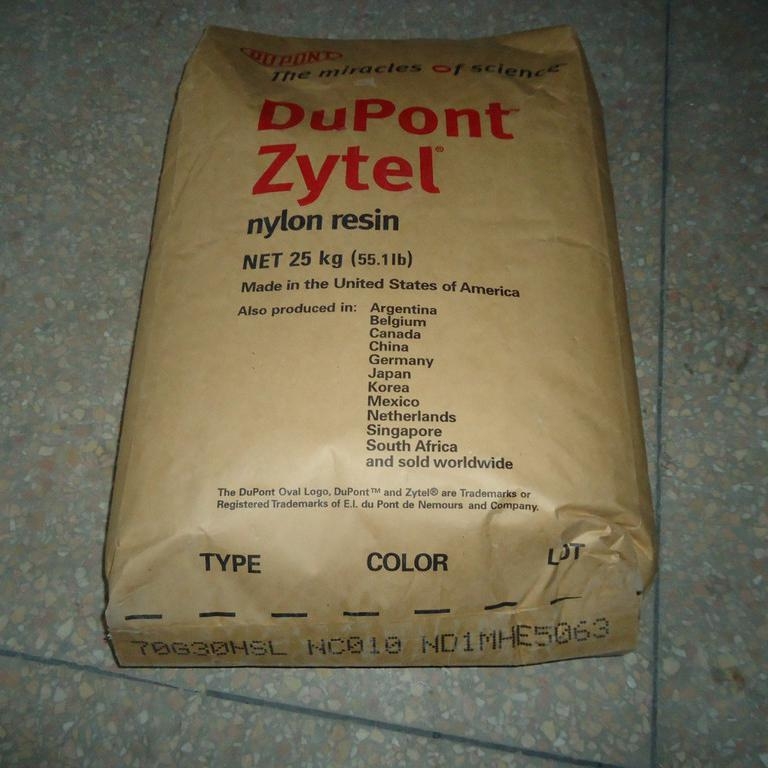 DUPONT
The miracles of science
DuPont™
Zytel®
nylon resin
NET 25 kg (55.1 lb)
Made in the United States of America
Also produced in: Argentina
Belgium
Canada
China
Germany
Japan
Korea
Mexico
Netherlands
Singapore
South Africa
and sold worldwide
The DuPont Oval Logo, DuPont™ and Zytel® are Trademarks or
Registered Trademarks of E.I. du Pont de Nemours and Company.
TYPE COLOR LOT
70G30HSL NC010 ND1MHE5063